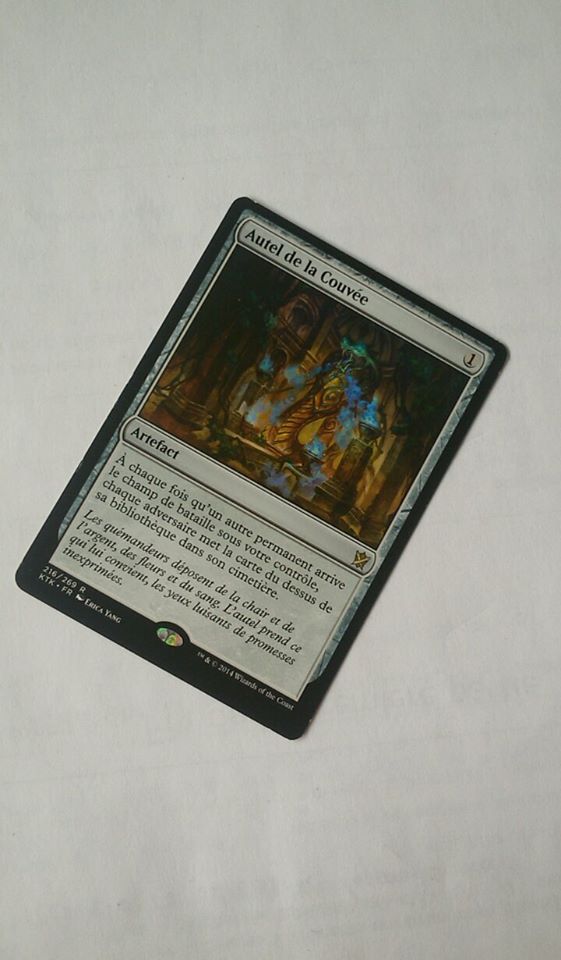 Autel de la Couvée
1
Artefact
À chaque fois qu'un autre permanent arrive
le champ de bataille sous votre contrôle,
chaque adversaire met la carte du dessus de
sa bibliothèque dans son cimetière.
Les quémandeurs déposent de la chair et de
l'argent, des fleurs et du sang. L'autel prend ce
qui lui convient, les yeux luisants de promesses
inexprimées.
216/269 R
KTK • FR Erica Yang
™ & © 2014 Wizards of the Coast